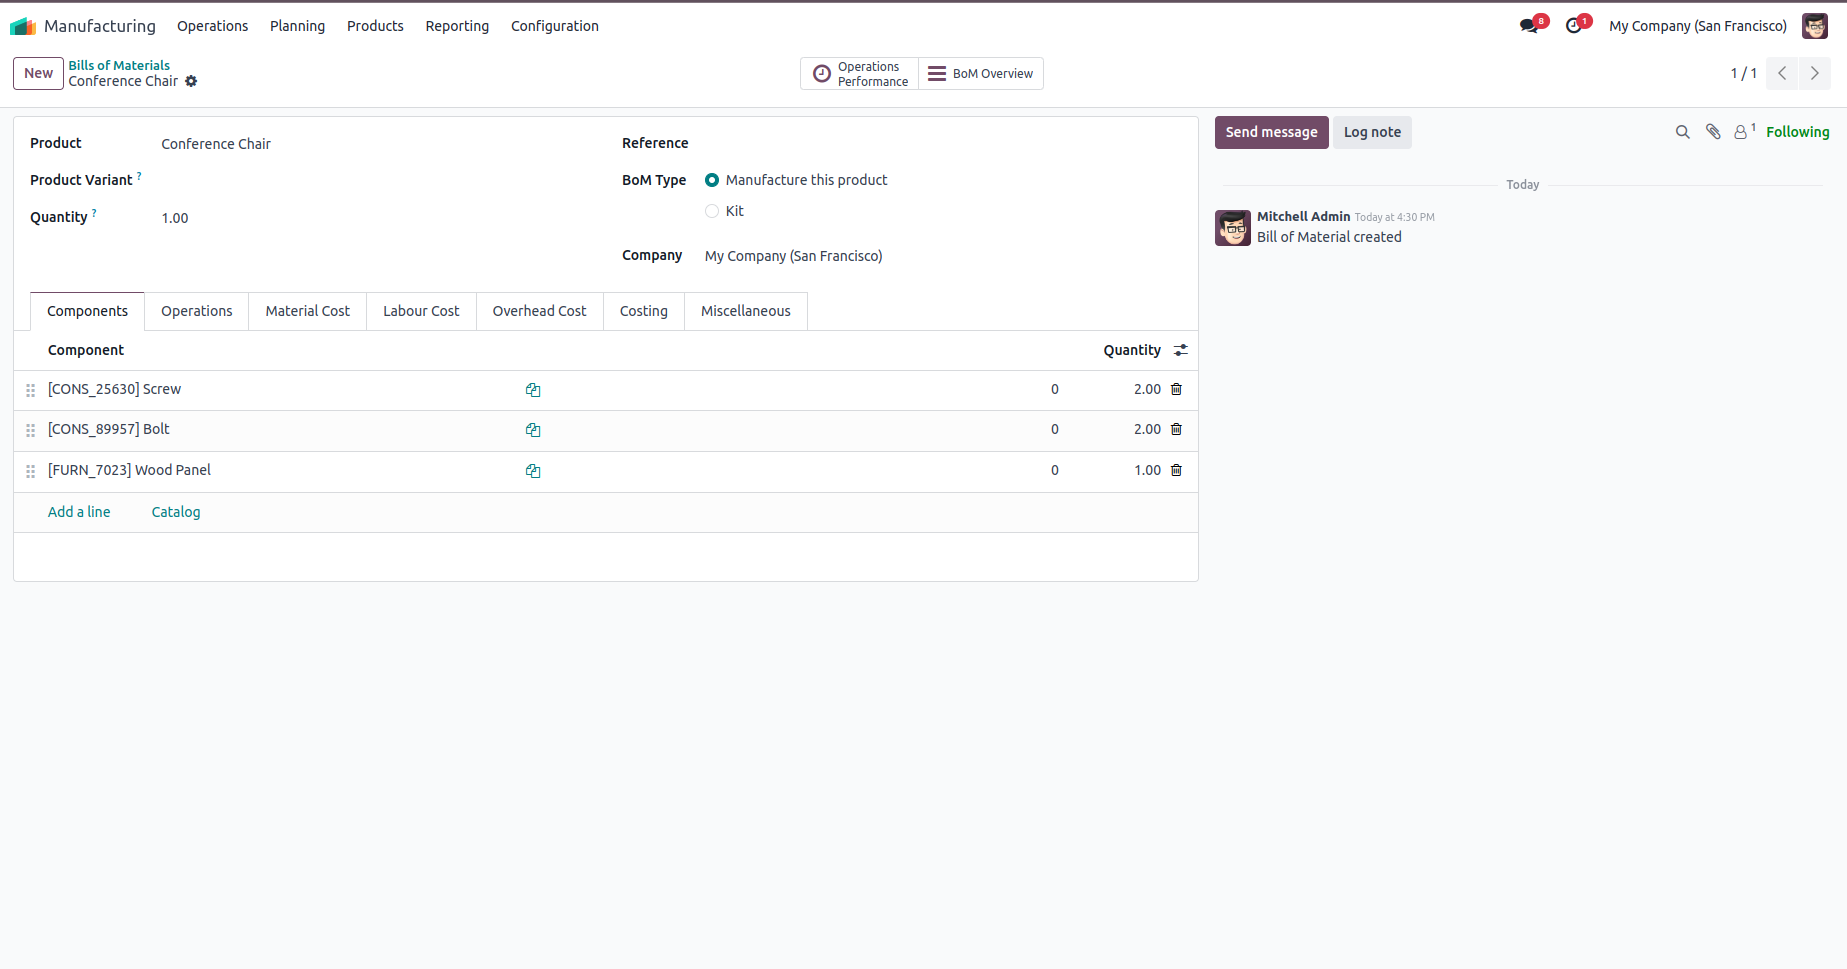 Manufacturing Operations Planning Products Reporting Configuration 8 1 My Company (San Francisco)
New Bills of Materials
Conference Chair
Operations Performance BoM Overview 1 / 1
Product Conference Chair Reference
Product Variant ? BoM Type Manufacture this product
Kit
Quantity ? 1.00
Company My Company (San Francisco)
Components Operations Material Cost Labour Cost Overhead Cost Costing Miscellaneous
Component Quantity
[CONS_25630] Screw 0 2.00
[CONS_89957] Bolt 0 2.00
[FURN_7023] Wood Panel 0 1.00
Add a line Catalog
Send message Log note 1 Following
Today
Mitchell Admin Today at 4:30 PM
Bill of Material created